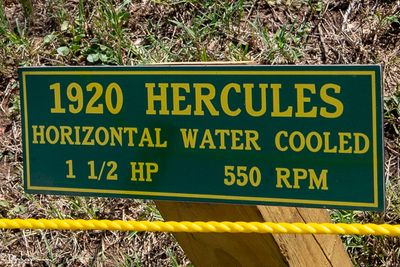 1920 HERCULES
HORIZONTAL WATER COOLED
1 1/2 HP 550 RPM